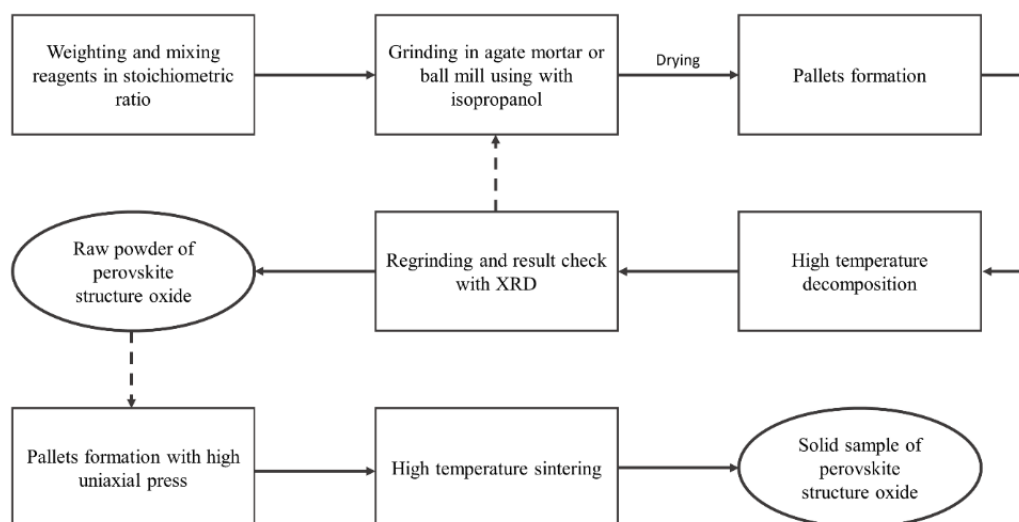 Weighting and mixing
reagents in stoichiometric
ratio
Grinding in agate mortar or
ball mill using with
isopropanol
Drying
Pallets formation
High temperature
decomposition
Regrinding and result check
with XRD
Raw powder of
perovskite
structure oxide
Pallets formation with high
uniaxial press
High temperature sintering
Solid sample of
perovskite
structure oxide